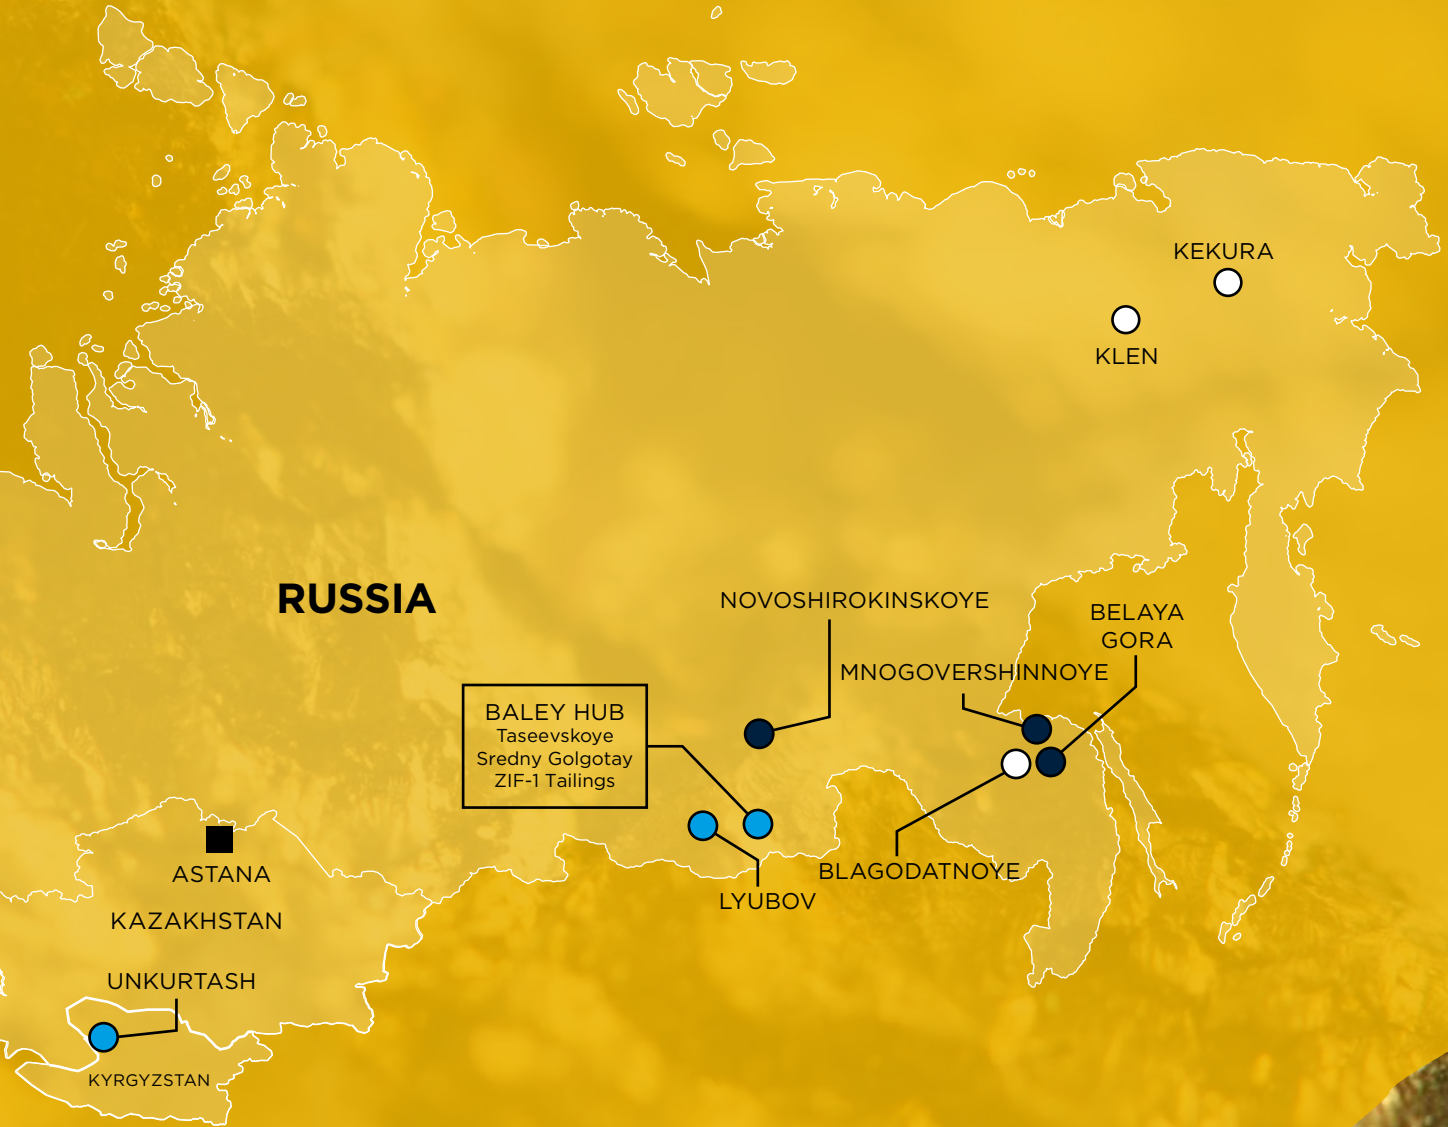 KEKURA
KLEN
RUSSIA
NOVOSHIROKINSKOYE
BELAYA
GORA
MNOGOVERSHINNOYE
BALEY HUB
Taseevskoye
Sredny Golgotay
ZIF-1 Tailings
ASTANA
BLAGODATNOYE
LYUBOV
KAZAKHSTAN
UNKURTASH
KYRGYZSTAN